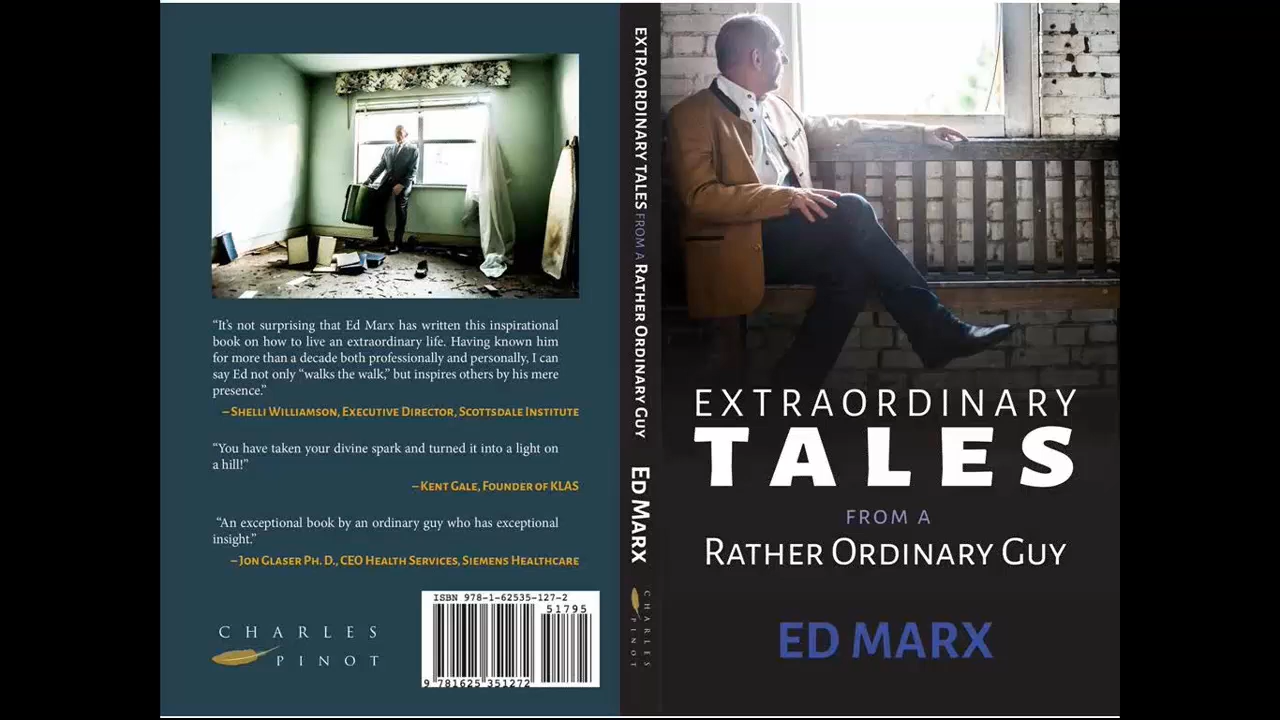 “It’s not surprising that Ed Marx has written this inspirational
book on how to live an extraordinary life. Having known him
for more than a decade both professionally and personally, I can
say Ed not only “walks the walk,” but inspires others by his mere
presence.”
– Shelli Williamson, Executive Director, Scottsdale Institute
“You have taken your divine spark and turned it into a light on
a hill!”
– Kent Gale, Founder of KLAS
“An exceptional book by an ordinary guy who has exceptional
insight.”
– Jon Glaser Ph. D., CEO Health Services, Siemens Healthcare
CHARLES
PINOT
ISBN 978-1-62535-127-2
51795
9 781625 351272
EXTRAORDINARY TALES FROM A RATHER ORDINARY GUY
ED MARX
CHARLES
PINOT
EXTRAORDINARY
TALES
FROM A
RATHER ORDINARY GUY
ED MARX